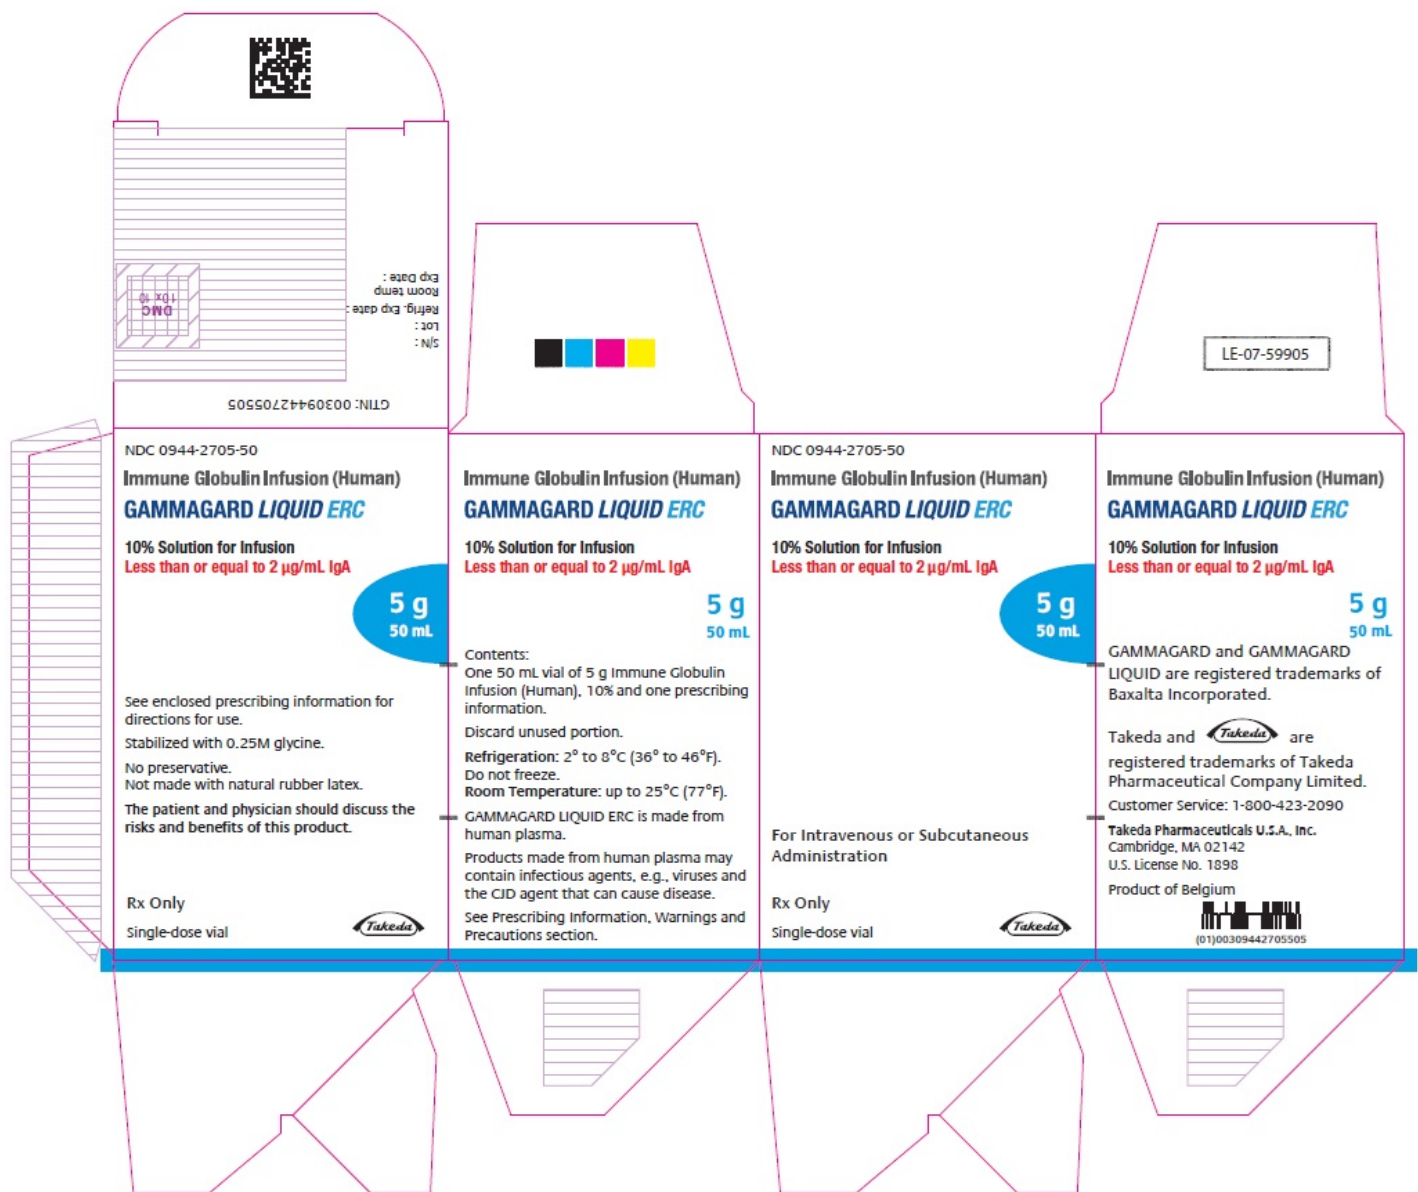 S/N :
Lot :
Refrig. Exp date :
Room temp
Exp Date :
DMC
10x 10
GTIN: 00309442705505
LE-07-59905
NDC 0944-2705-50
Immune Globulin Infusion (Human)
GAMMAGARD LIQUID ERC
10% Solution for Infusion
Less than or equal to 2 µg/mL IgA
5 g
50 mL
See enclosed prescribing information for
directions for use.
Stabilized with 0.25M glycine.
No preservative.
Not made with natural rubber latex.
The patient and physician should discuss the
risks and benefits of this product.
Rx Only
Single-dose vial
Takeda
Immune Globulin Infusion (Human)
GAMMAGARD LIQUID ERC
10% Solution for Infusion
Less than or equal to 2 µg/mL IgA
5 g
50 mL
Contents:
One 50 mL vial of 5 g Immune Globulin
Infusion (Human), 10% and one prescribing
information.
Discard unused portion.
Refrigeration: 2° to 8°C (36° to 46°F).
Do not freeze.
Room Temperature: up to 25°C (77°F).
GAMMAGARD LIQUID ERC is made from
human plasma.
Products made from human plasma may
contain infectious agents, e.g., viruses and
the CJD agent that can cause disease.
See Prescribing Information, Warnings and
Precautions section.
NDC 0944-2705-50
Immune Globulin Infusion (Human)
GAMMAGARD LIQUID ERC
10% Solution for Infusion
Less than or equal to 2 µg/mL IgA
5 g
50 mL
For Intravenous or Subcutaneous
Administration
Rx Only
Single-dose vial
Takeda
Immune Globulin Infusion (Human)
GAMMAGARD LIQUID ERC
10% Solution for Infusion
Less than or equal to 2 µg/mL IgA
5 g
50 mL
GAMMAGARD and GAMMAGARD
LIQUID are registered trademarks of
Baxalta Incorporated.
Takeda and Takeda are
registered trademarks of Takeda
Pharmaceutical Company Limited.
Customer Service: 1-800-423-2090
Takeda Pharmaceuticals U.S.A., Inc.
Cambridge, MA 02142
U.S. License No. 1898
Product of Belgium
(01)00309442705505